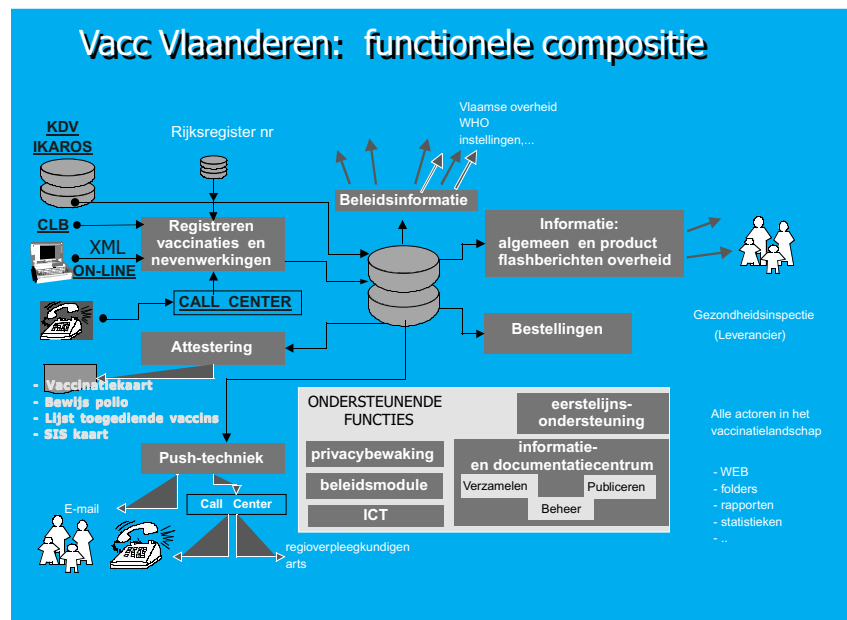 Vacc Vlaanderen: functionele compositie
KDV
IKAROS
Rijksregister nr
Vlaamse overheid
WHO
instellingen,...
Beleidsinformatie
CLB
XML
ON-LINE
Registreren
vaccinaties en
nevenwerkingen
Informatie:
algemeen en product
flashberichten overheid
CALL CENTER
Attestering
Bestellingen
Gezondheidsinspectie
(Leverancier)
- Vaccinatiekaart
- Bewijs polio
- Lijst toegediende vaccins
- SIS kaart
Push-techniek
E-mail
Call Center
regioverpleegkundigen
arts
ONDERSTEUNENDE
FUNCTIES
eerstelijns-
ondersteuning
privacybewaking
beleidsmodule
ICT
informatie-
en documentatiecentrum
Verzamelen
Publiceren
Beheer
Alle actoren in het
vaccinatielandschap
- WEB
- folders
- rapporten
- statistieken
- ..